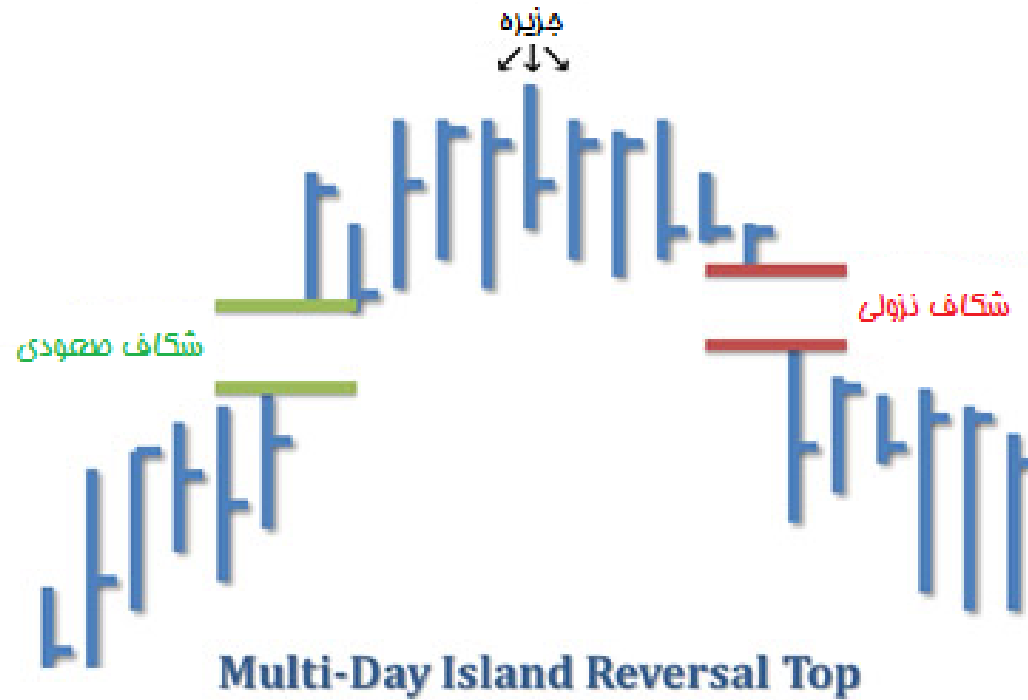 جزیره
شکاف صعودی
شکاف نزولی
Multi-Day Island Reversal Top